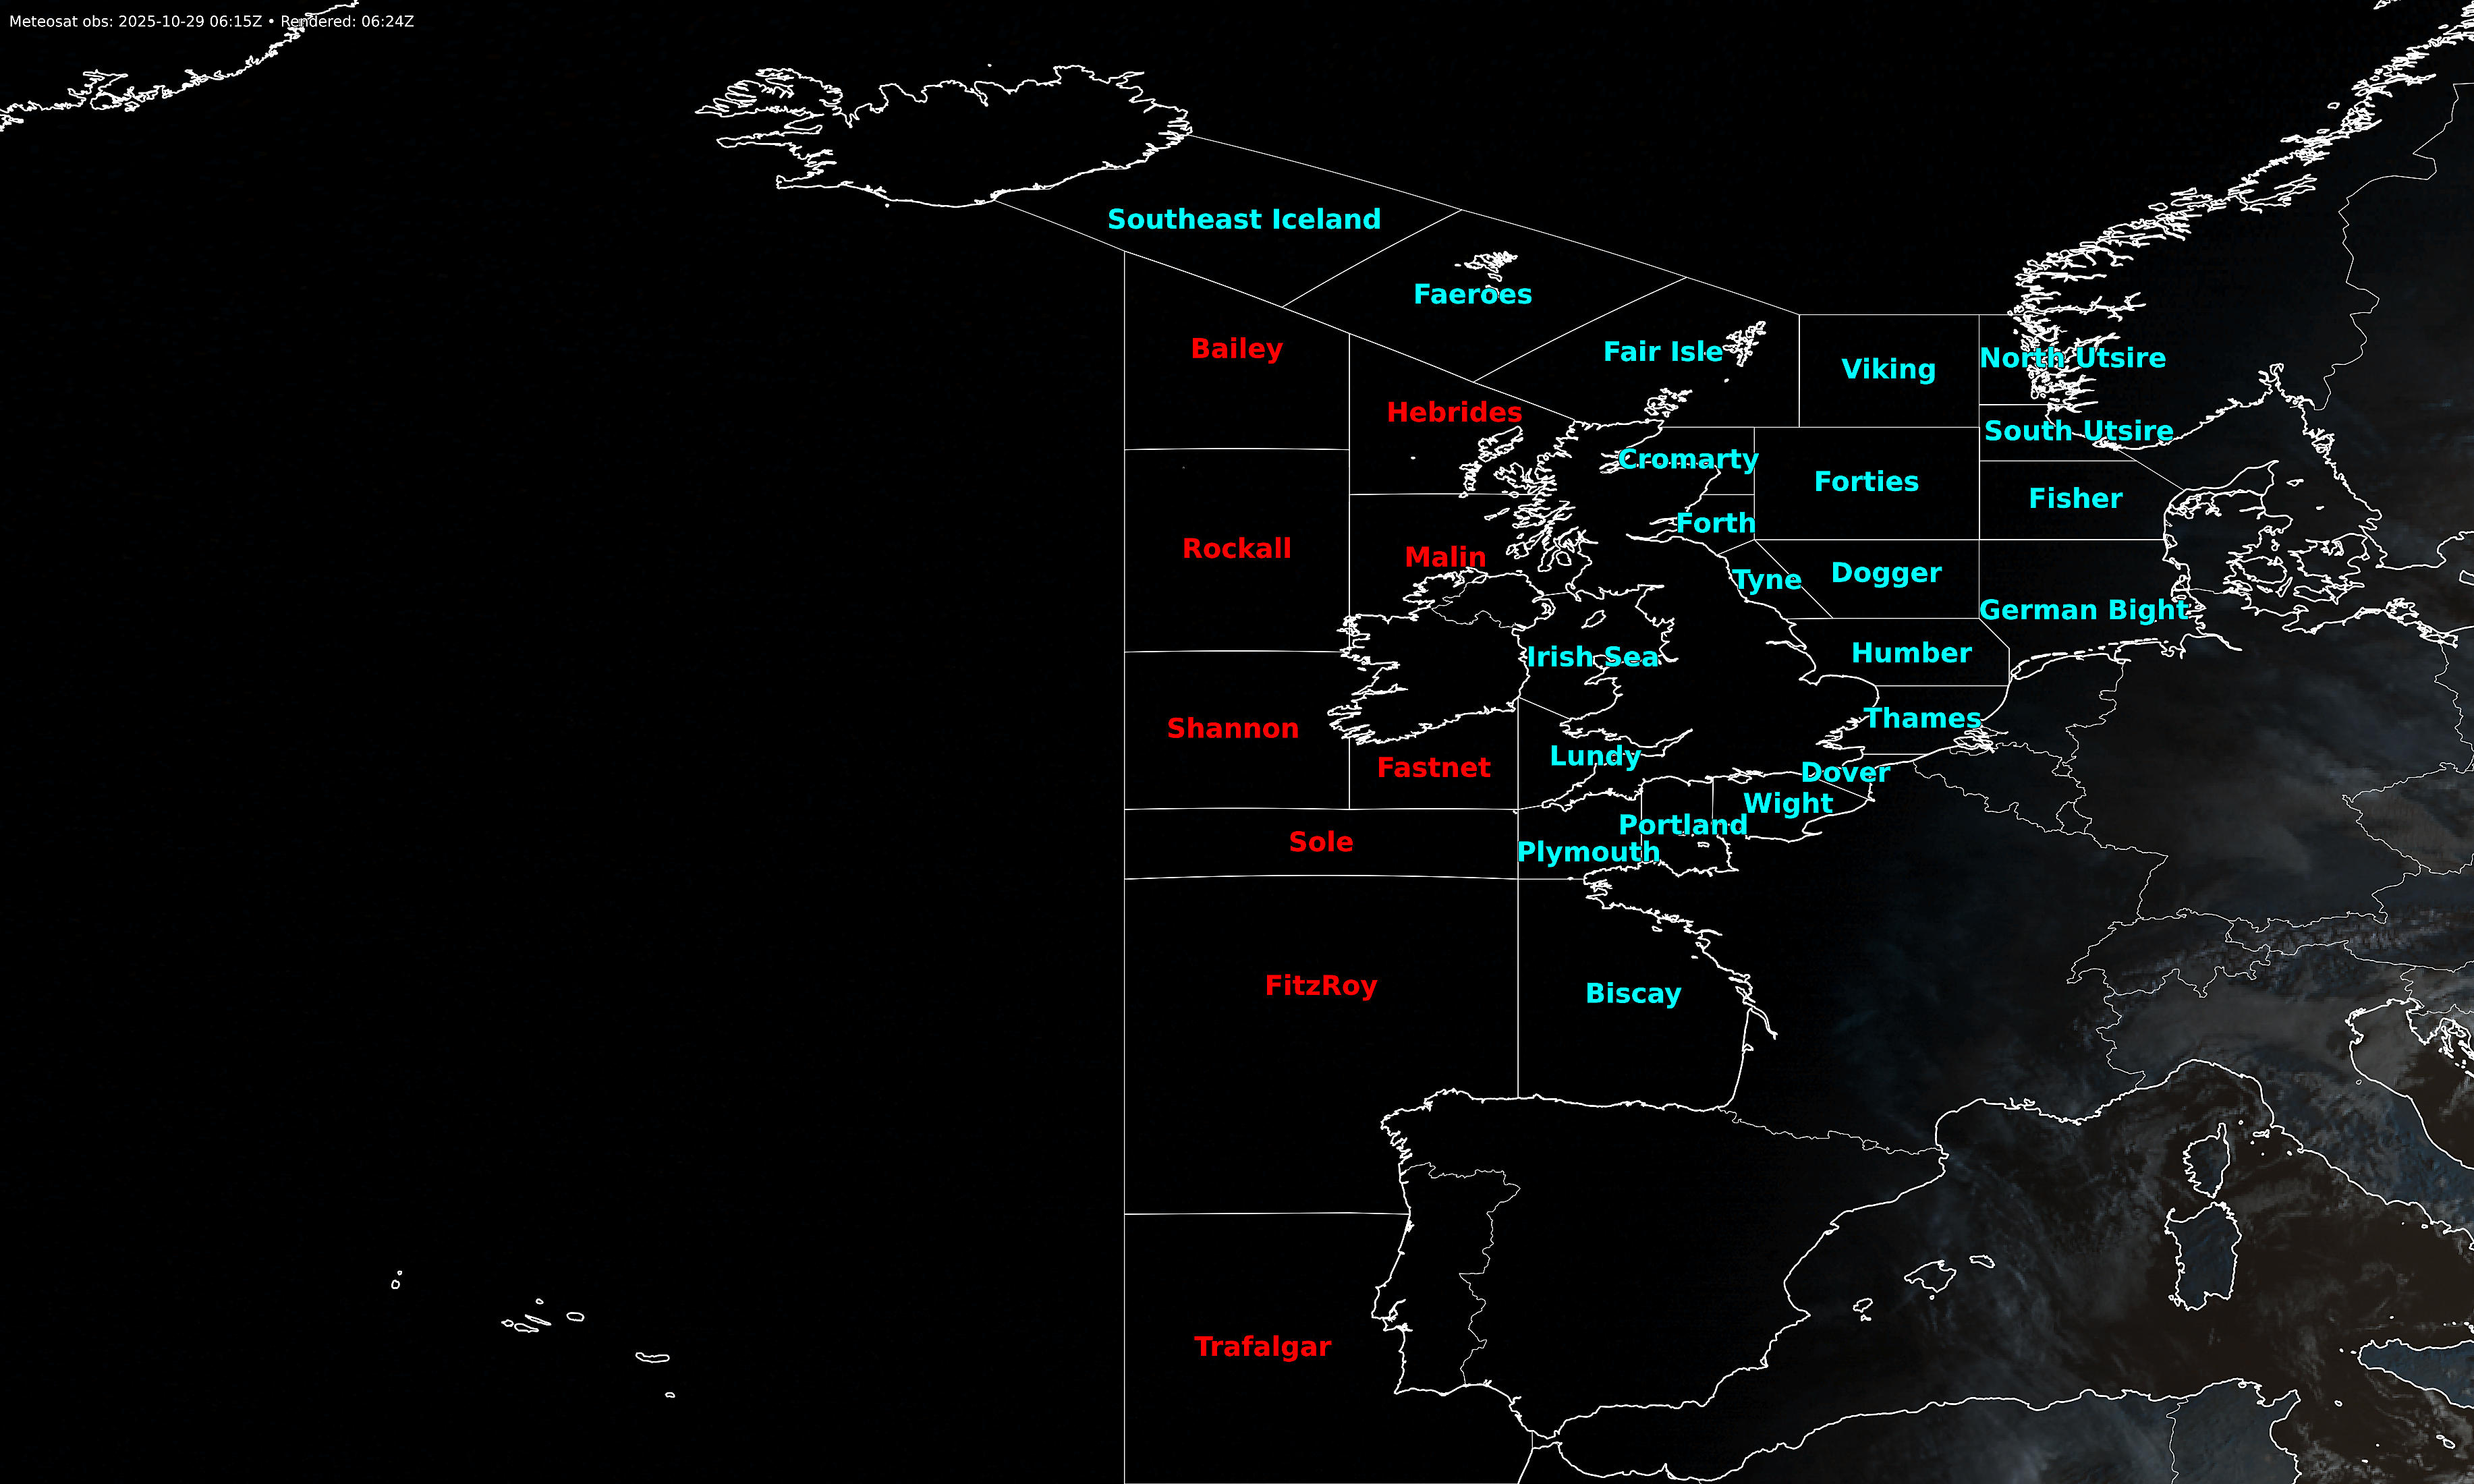 Meteosat obs: 2025-10-29 06:15Z • Rendered: 06:24Z
Southeast Iceland
Faeroes
Bailey
Fair Isle
Viking
North Utsire
Hebrides
South Utsire
Cromarty
Forties
Fisher
Forth
Rockall
Malin
Tyne
Dogger
German Bight
Irish Sea
Humber
Shannon
Thames
Fastnet
Lundy
Dover
Wight
Portland
Sole
Plymouth
FitzRoy
Biscay
Trafalgar